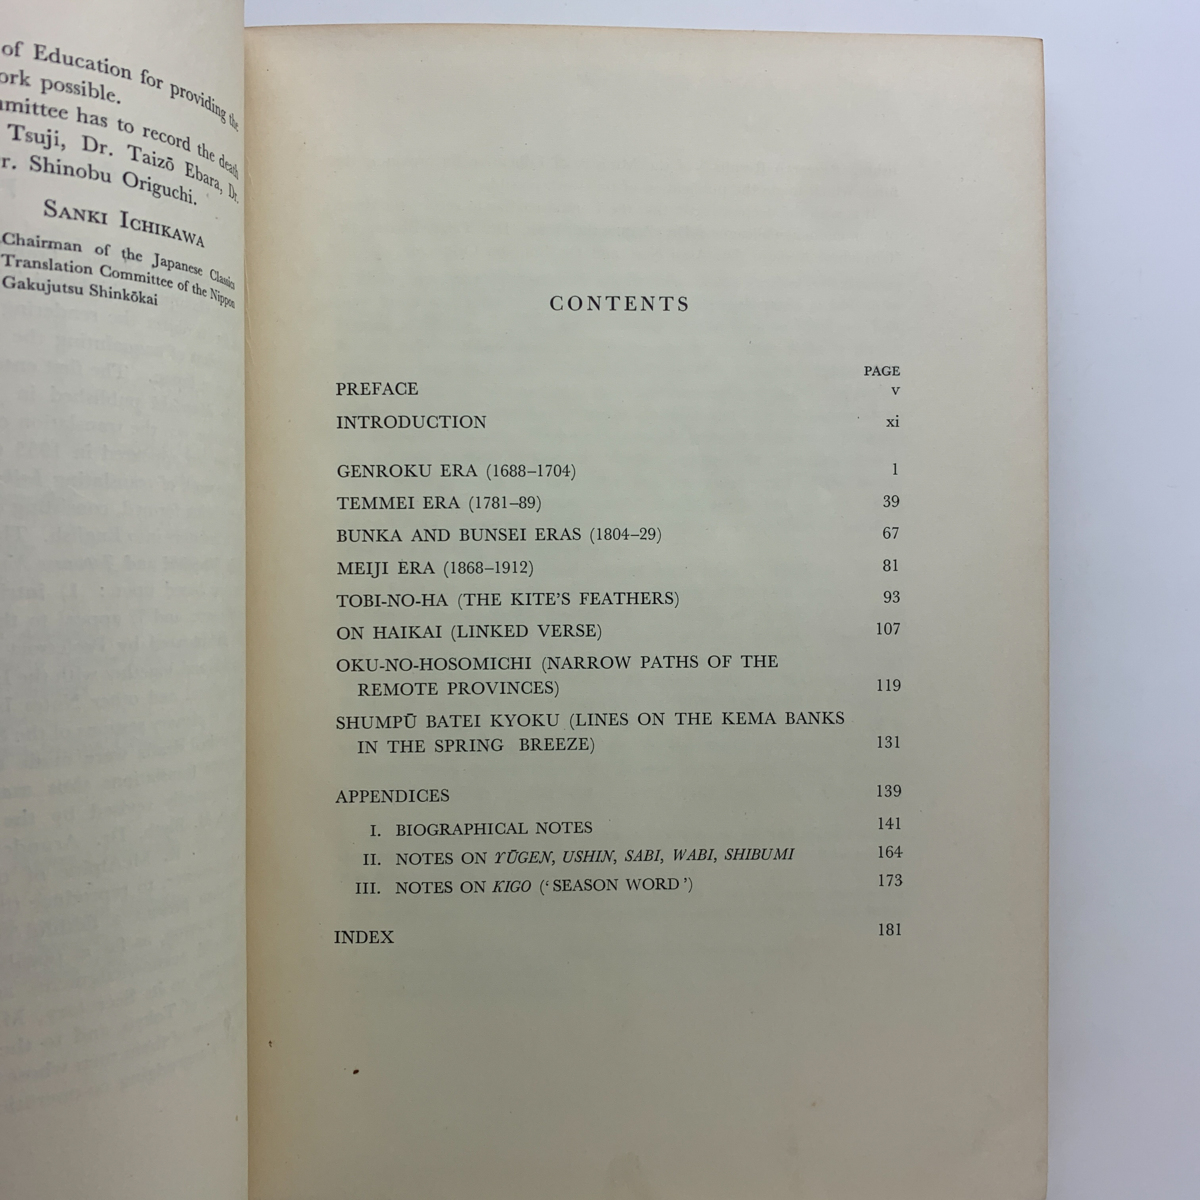 of Education for providing the
work possible.
mmittee has to record the death
Tsuji, Dr. Taizō Ebara, Dr.
r. Shinobu Origuchi.
SANKI ICHIKAWA
Chairman of the Japanese Classics
Translation Committee of the Nippon
Gakujutsu Shinkōkai
CONTENTS
PAGE
PREFACE v
INTRODUCTION xi
GENROKU ERA (1688–1704) 1
TEMMEI ERA (1781–89) 39
BUNKA AND BUNSEI ERAS (1804–29) 67
MEIJI ERA (1868–1912) 81
TOBI-NO-HA (THE KITE'S FEATHERS) 93
ON HAIKAI (LINKED VERSE) 107
OKU-NO-HOSOMICHI (NARROW PATHS OF THE
REMOTE PROVINCES) 119
SHUMPŪ BATEI KYOKU (LINES ON THE KEMA BANKS
IN THE SPRING BREEZE) 131
APPENDICES 139
I. BIOGRAPHICAL NOTES 141
II. NOTES ON YŪGEN, USHIN, SABI, WABI, SHIBUMI 164
III. NOTES ON KIGO ('SEASON WORD') 173
INDEX 181